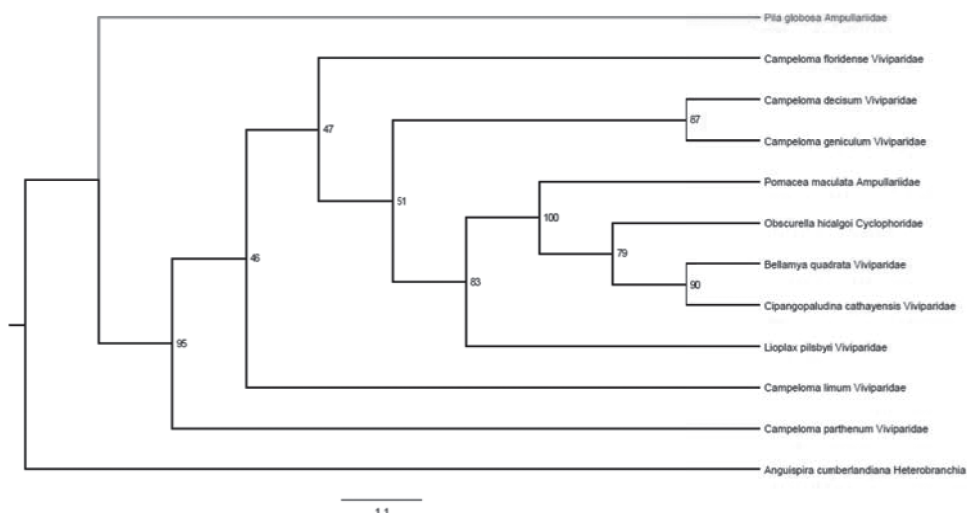 Pila globosa Ampullariidae
Campeloma floridense Viviparidae
Campeloma decisum Viviparidae
87
Campeloma geniculum Viviparidae
47
Pomacea maculata Ampullariidae
51
100
Obscurella hidalgoi Cyclophoridae
79
46
Bellamya quadrata Viviparidae
83
90
Cipangopaludina cathayensis Viviparidae
95
Lioplax pilsbyri Viviparidae
Campeloma limum Viviparidae
Campeloma parthenum Viviparidae
Anguispira cumberlandiana Heterobranchia